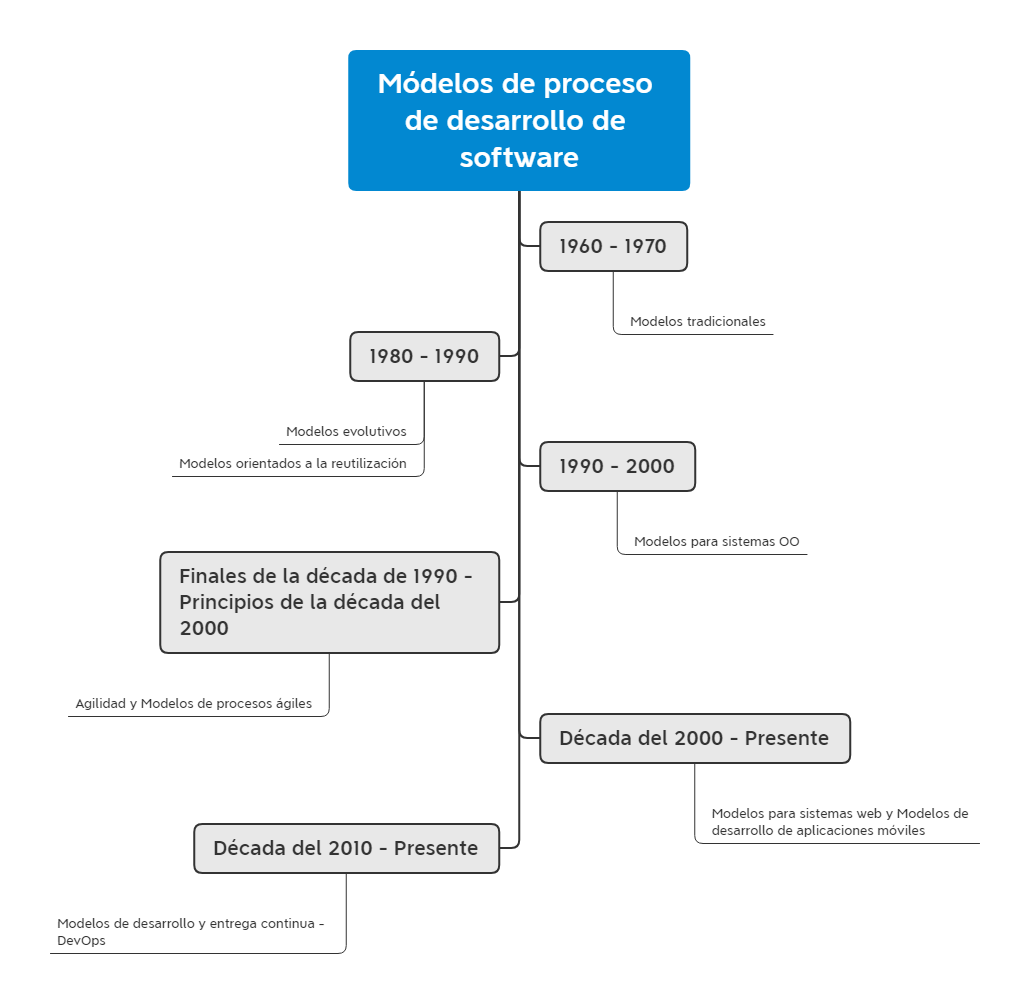 Módelos de proceso
de desarrollo de
software
1960 - 1970
Modelos tradicionales
1980 - 1990
Modelos evolutivos
Modelos orientados a la reutilización
1990 - 2000
Modelos para sistemas OO
Finales de la década de 1990 -
Principios de la década del
2000
Agilidad y Modelos de procesos ágiles
Década del 2000 - Presente
Modelos para sistemas web y Modelos de
desarrollo de aplicaciones móviles
Década del 2010 - Presente
Modelos de desarrollo y entrega continua -
DevOps